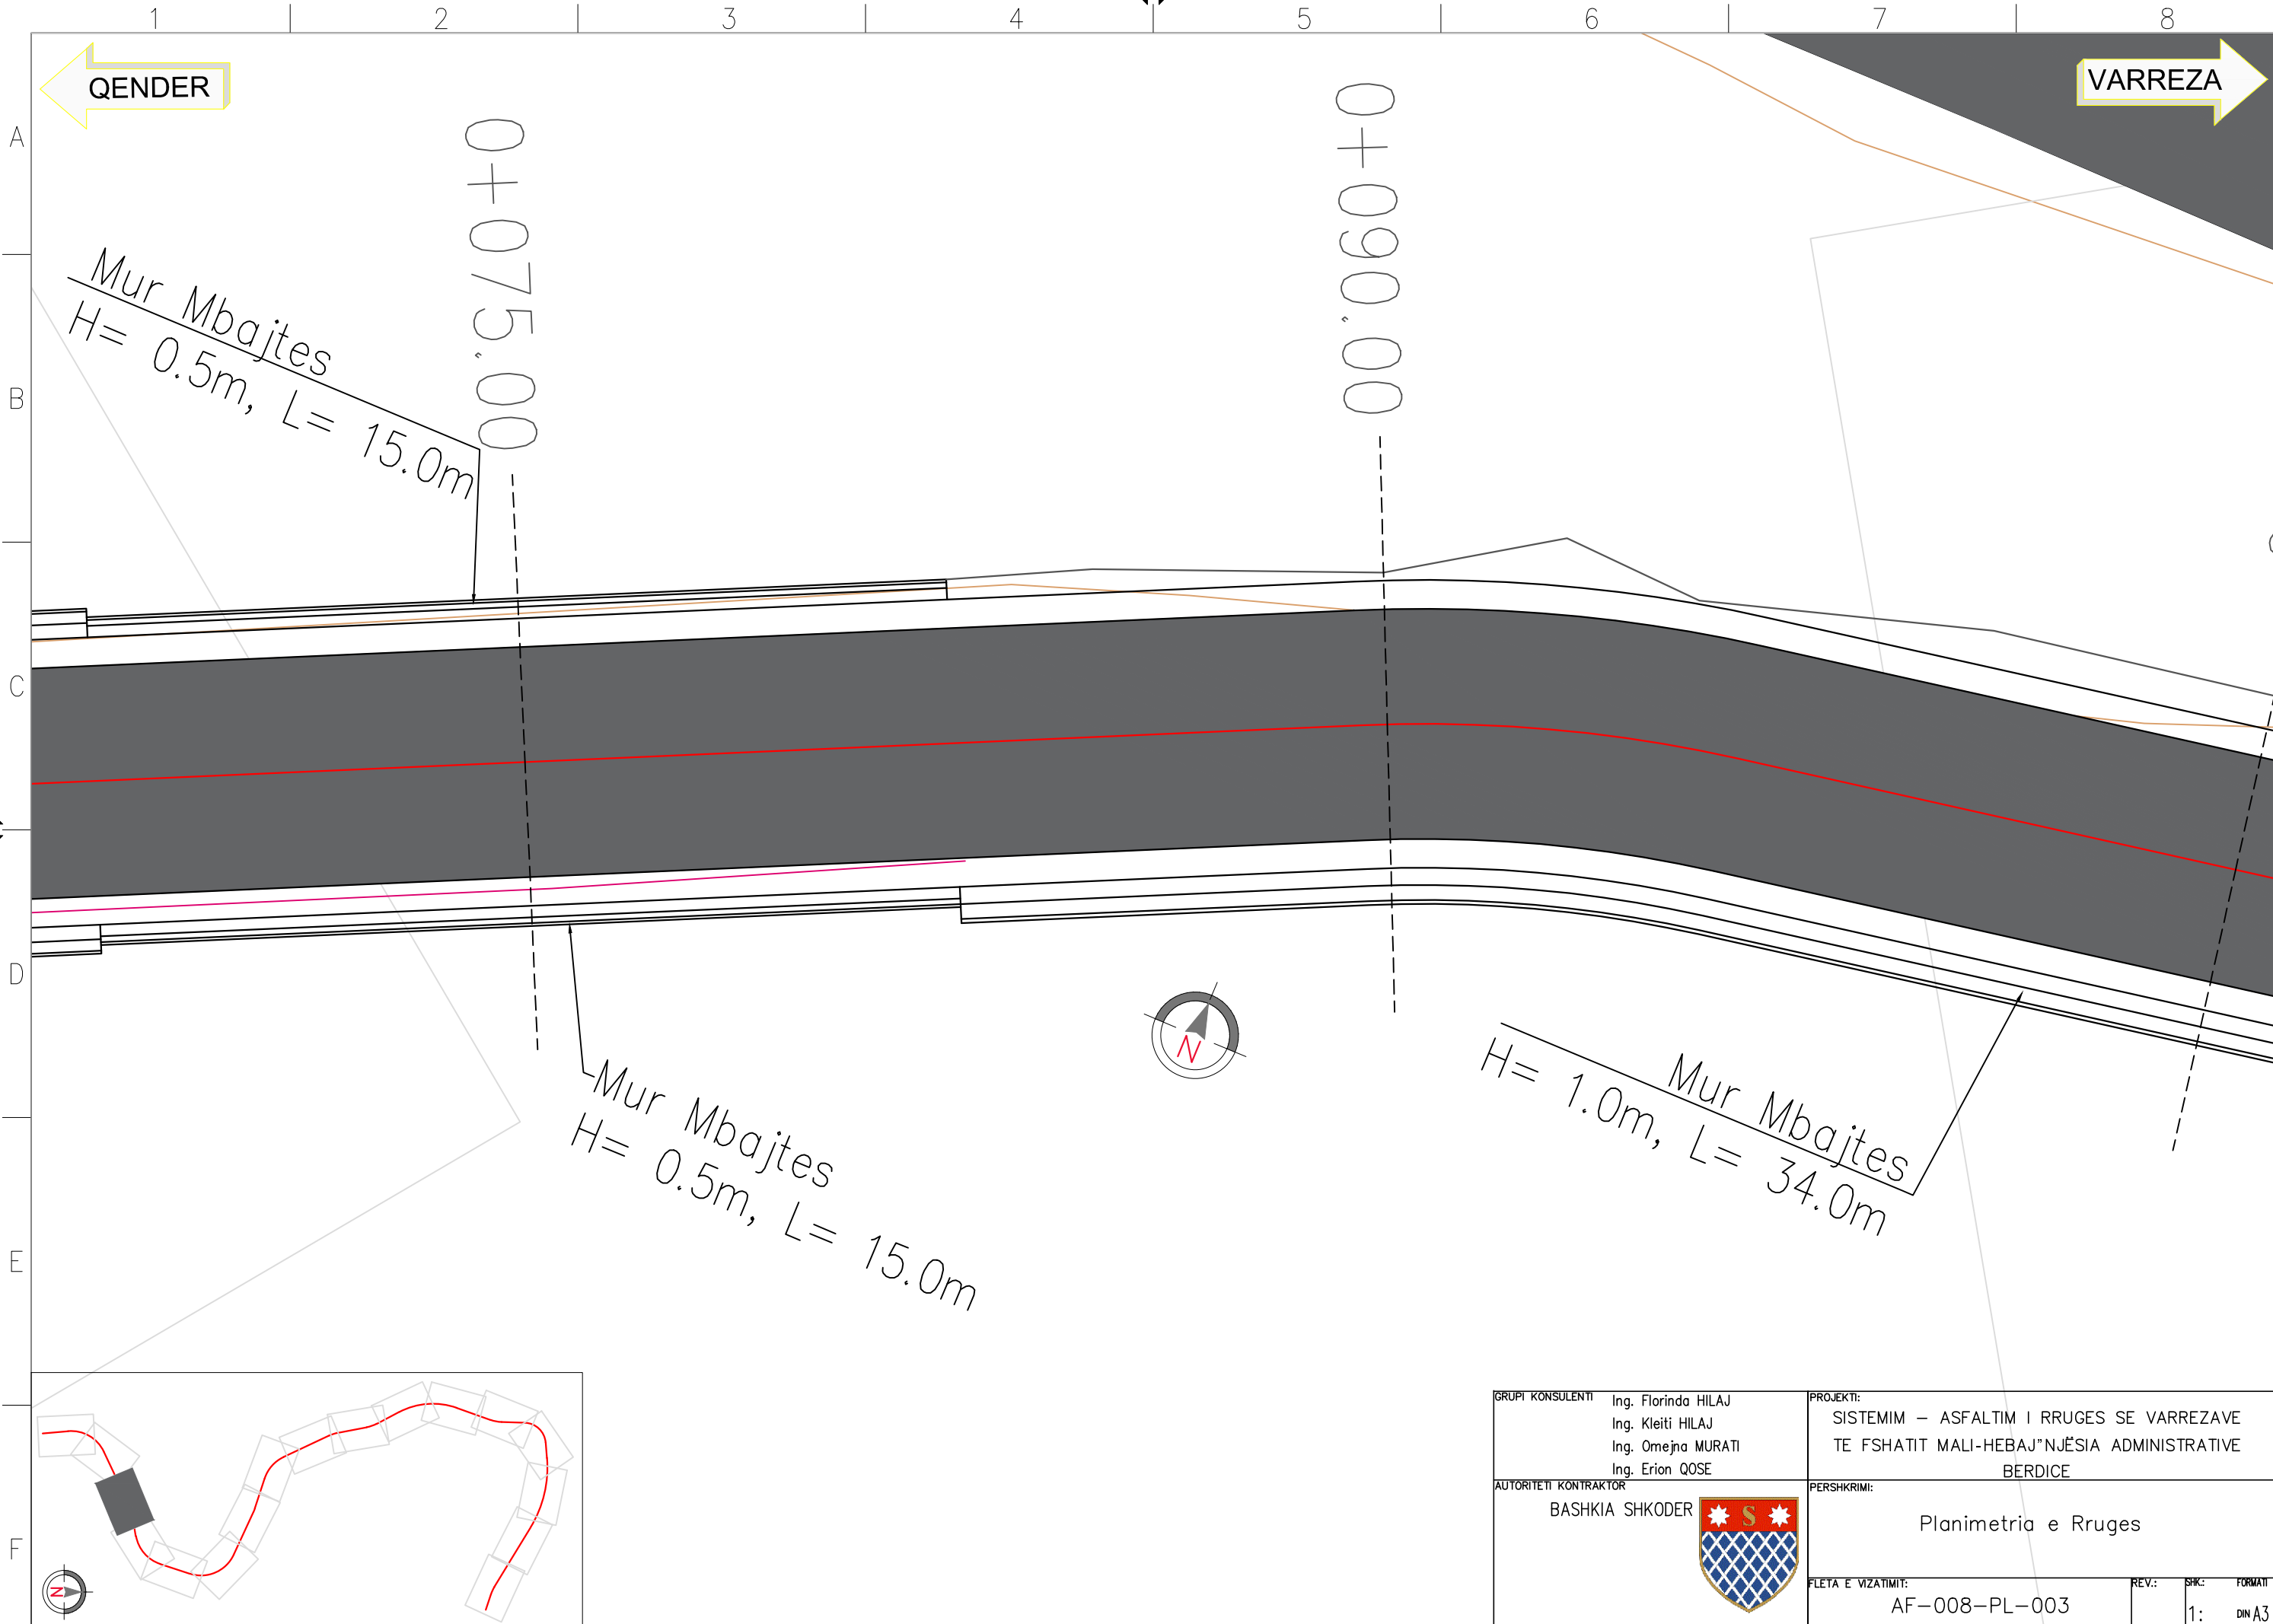 1 2 3 4 5 6 7 8
QENDER
VARREZA
A
B
C
D
E
F
0+075.00
0+090.00
Mur Mbajtes
H= 0.5m, L= 15.0m
Mur Mbajtes
H= 0.5m, L= 15.0m
Mur Mbajtes
H= 1.0m, L= 34.0m
N
N
GRUPI KONSULENTI
Ing. Florinda HILAJ
Ing. Kleiti HILAJ
Ing. Omejna MURATI
Ing. Erion QOSE
AUTORITETI KONTRAKTOR
BASHKIA SHKODER
S
PROJEKTI:
SISTEMIM – ASFALTIM I RRUGES SE VARREZAVE
TE FSHATIT MALI-HEBAJ"NJËSIA ADMINISTRATIVE
BERDICE
PERSHKRIMI:
Planimetria e Rruges
FLETA E VIZATIMIT:
AF-008-PL-003
REV.:
SHK.:
1:
FORMATI
DIN A3